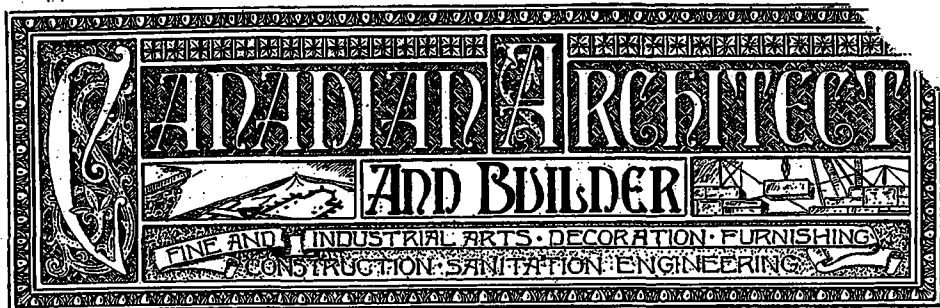 CANADIAN ARCHITECT
AND BUILDER
FINE AND INDUSTRIAL ARTS · DECORATION · FURNISHING
CONSTRUCTION · SANITATION · ENGINEERING